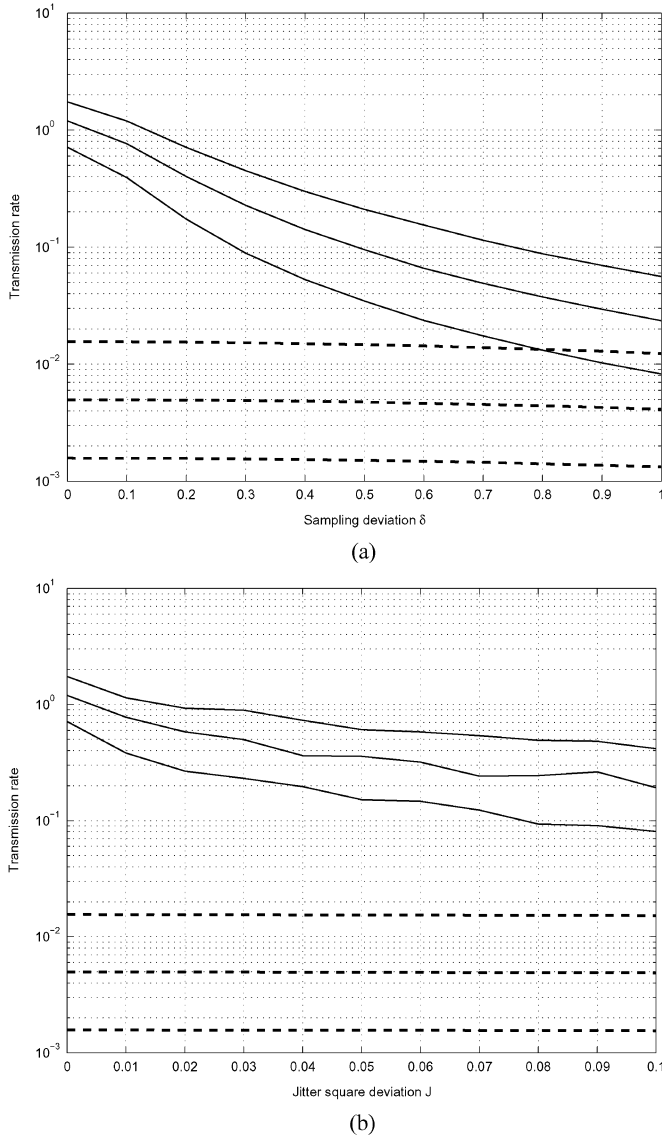 10^1
10^0
10^-1
10^-2
10^-3
Transmission rate
0 0.1 0.2 0.3 0.4 0.5 0.6 0.7 0.8 0.9 1
Sampling deviation δ
(a)
10^1
10^0
10^-1
10^-2
10^-3
Transmission rate
0 0.01 0.02 0.03 0.04 0.05 0.06 0.07 0.08 0.09 0.1
Jitter square deviation J
(b)